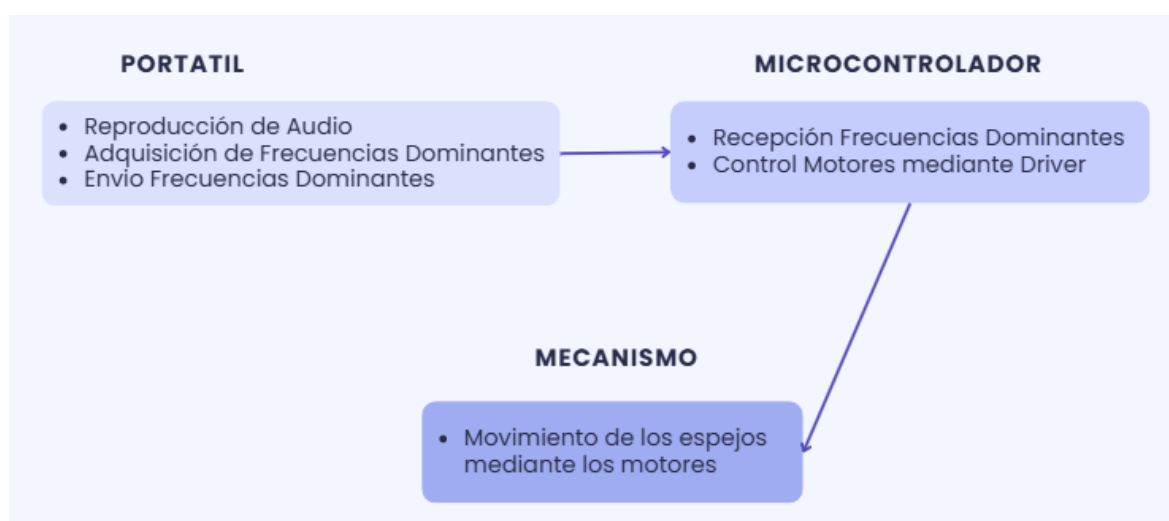 PORTATIL
• Reproducción de Audio
• Adquisición de Frecuencias Dominantes
• Envio Frecuencias Dominantes
MICROCONTROLADOR
• Recepción Frecuencias Dominantes
• Control Motores mediante Driver
MECANISMO
• Movimiento de los espejos
mediante los motores